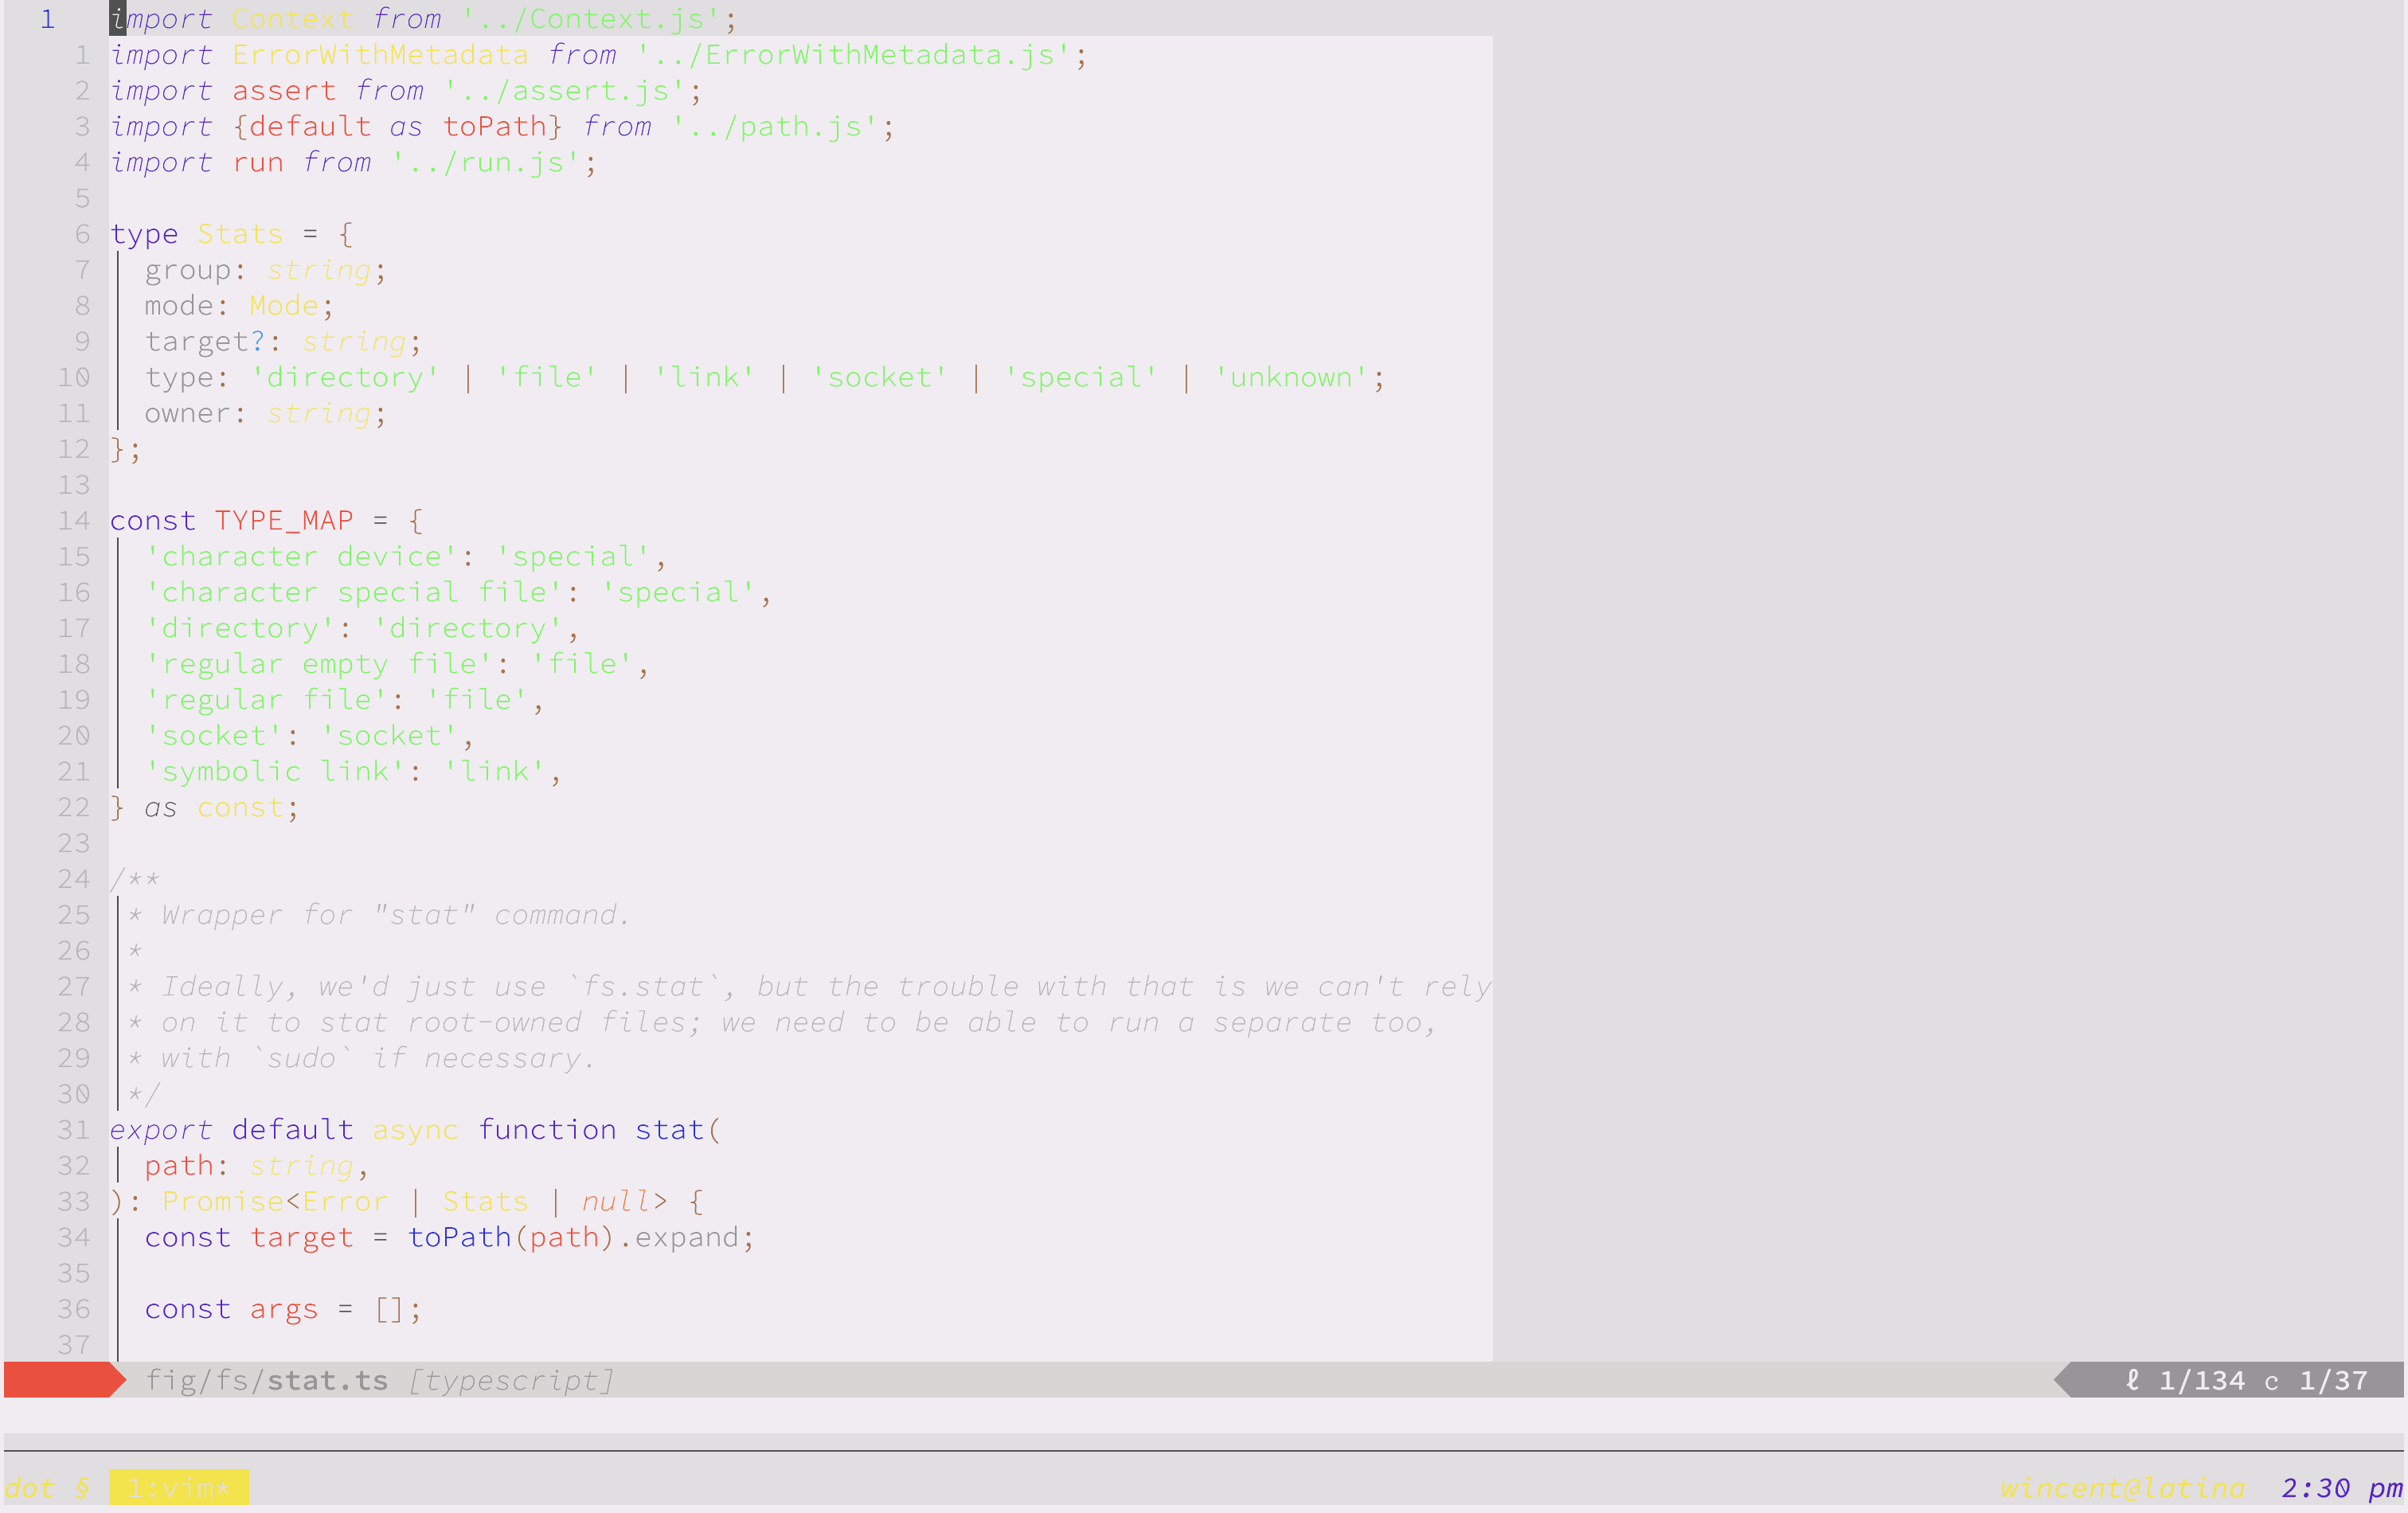 1 import Context from '../Context.js';
1 import ErrorWithMetadata from '../ErrorWithMetadata.js';
2 import assert from '../assert.js';
3 import {default as toPath} from '../path.js';
4 import run from '../run.js';
5
6 type Stats = {
7   group: string;
8   mode: Mode;
9   target?: string;
10   type: 'directory' | 'file' | 'link' | 'socket' | 'special' | 'unknown';
11   owner: string;
12 };
13
14 const TYPE_MAP = {
15   'character device': 'special',
16   'character special file': 'special',
17   'directory': 'directory',
18   'regular empty file': 'file',
19   'regular file': 'file',
20   'socket': 'socket',
21   'symbolic link': 'link',
22 } as const;
23
24 /**
25  * Wrapper for "stat" command.
26  *
27  * Ideally, we'd just use `fs.stat`, but the trouble with that is we can't rely
28  * on it to stat root-owned files; we need to be able to run a separate too,
29  * with `sudo` if necessary.
30  */
31 export default async function stat(
32   path: string,
33 ): Promise<Error | Stats | null> {
34   const target = toPath(path).expand;
35
36   const args = [];
37
fig/fs/stat.ts [typescript] ℓ 1/134 c 1/37
dot § 1:vim* wincent@latina 2:30 pm